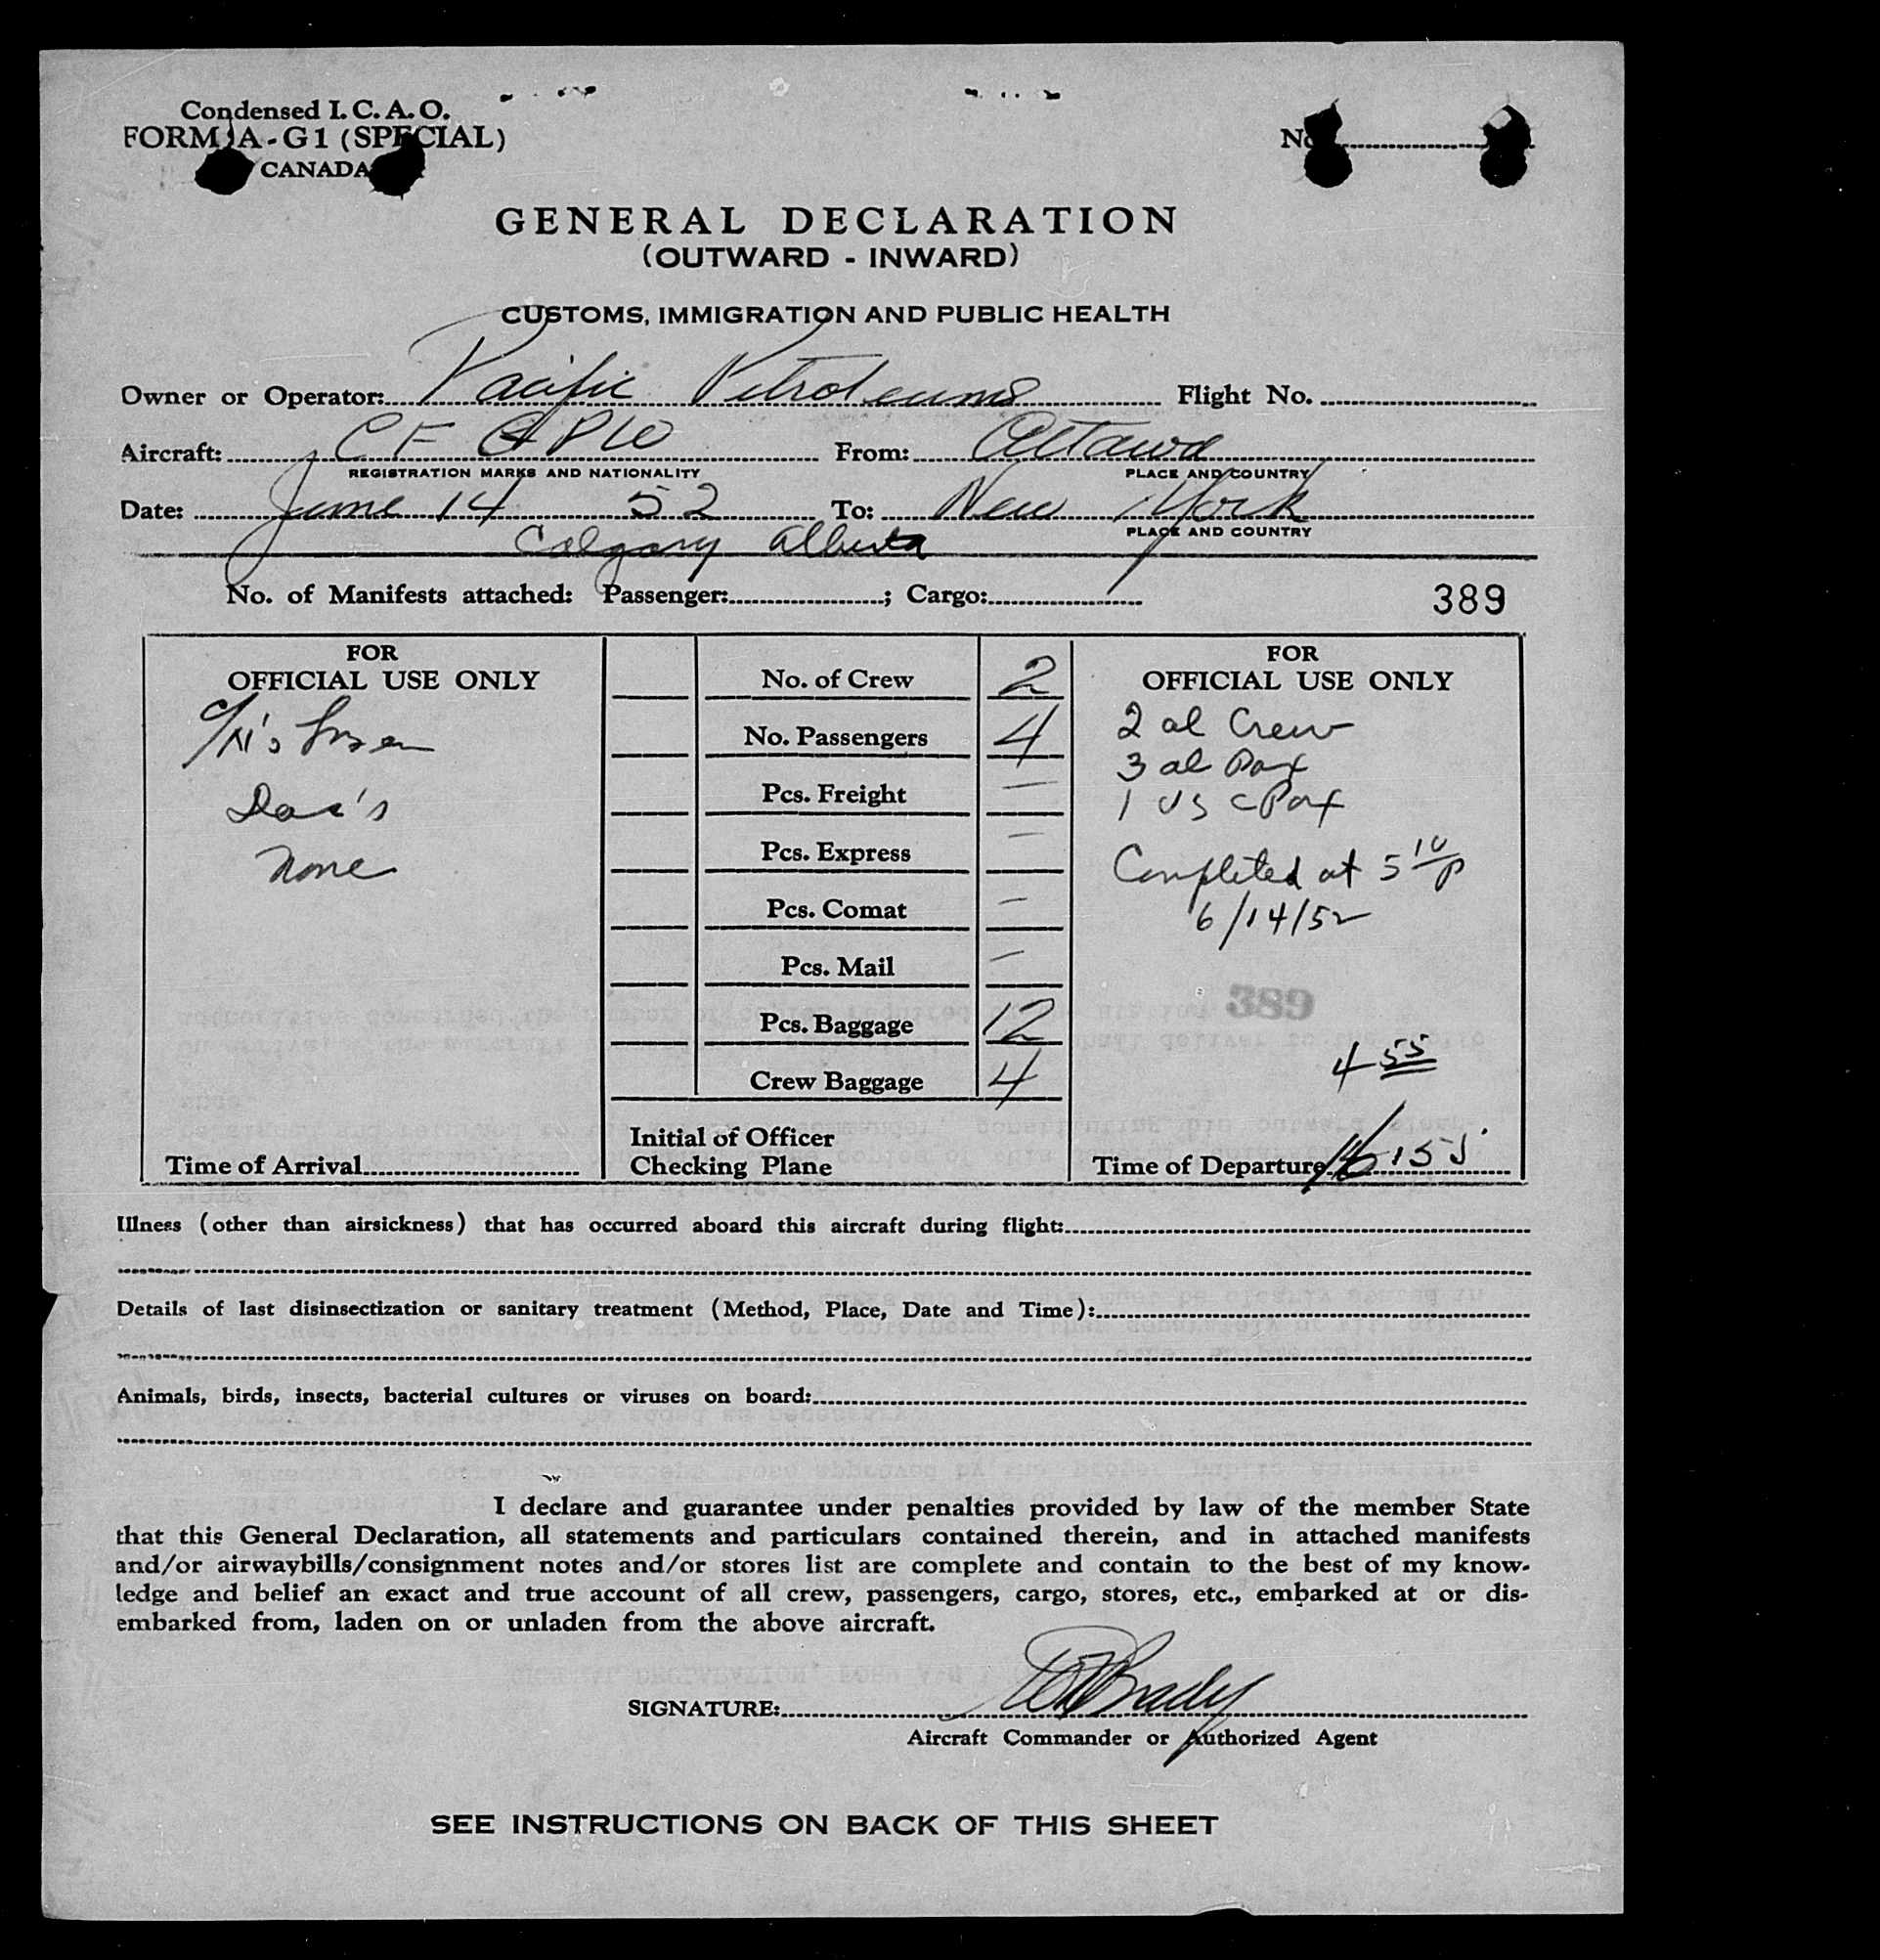 Condensed I. C. A. O.
FORM A-G1 (SPECIAL)
CANADA
No
GENERAL DECLARATION
(OUTWARD - INWARD)
CUSTOMS, IMMIGRATION AND PUBLIC HEALTH
Owner or Operator: Pacific Petroleums Flight No.
Aircraft: CF From: Ottawa
REGISTRATION MARKS AND NATIONALITY PLACE AND COUNTRY
Date: June 14 52 To: New York
PLACE AND COUNTRY
Calgary Alberta
No. of Manifests attached: Passenger: ; Cargo:
389
FOR
OFFICIAL USE ONLY
None
No. of Crew 2
No. Passengers 4
Pcs. Freight —
Pcs. Express —
Pcs. Comat —
Pcs. Mail —
Pcs. Baggage 12
Crew Baggage 4
FOR
OFFICIAL USE ONLY
2 al Crew
3 al Pax
1 USC Pax
Completed at 5 10 p
6/14/52
389
4 55
Time of Arrival
Initial of Officer
Checking Plane
Time of Departure
Illness (other than airsickness) that has occurred aboard this aircraft during flight:
Details of last disinsectization or sanitary treatment (Method, Place, Date and Time):
Animals, birds, insects, bacterial cultures or viruses on board:
I declare and guarantee under penalties provided by law of the member State
that this General Declaration, all statements and particulars contained therein, and in attached manifests
and/or airwaybills/consignment notes and/or stores list are complete and contain to the best of my know-
ledge and belief an exact and true account of all crew, passengers, cargo, stores, etc., embarked at or dis-
embarked from, laden on or unladen from the above aircraft.
SIGNATURE: Brady
Aircraft Commander or Authorized Agent
SEE INSTRUCTIONS ON BACK OF THIS SHEET